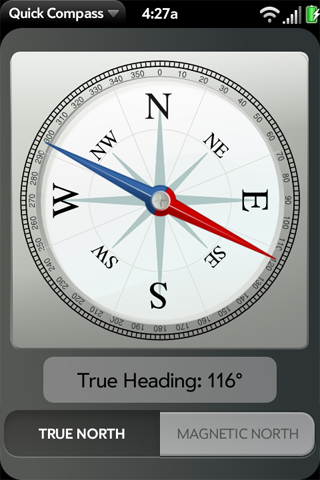 Quick Compass
4:27a
0 10 20 30 40 50 60 70 80 90 100 110 120 130 140 150 160 170 180 190 200 210 220 230 240 250 260 270 280 290 300 310 320 330 340 350
N
NW
NE
W
E
SW
SE
S
True Heading: 116°
TRUE NORTH
MAGNETIC NORTH